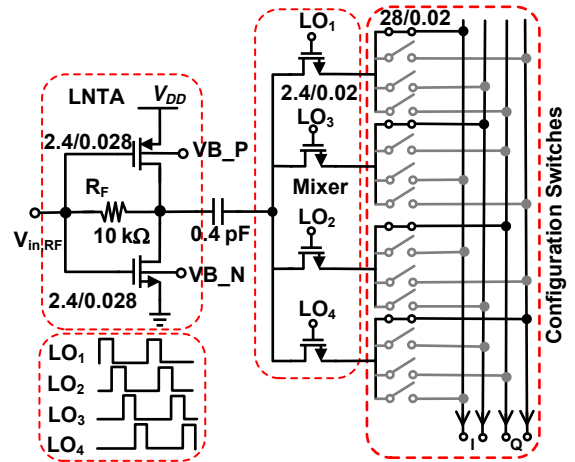 LO1
28/0.02
LNTA
VDD
2.4/0.028
VB_P
2.4/0.02
LO3
Mixer
RF
10 kΩ
Vin,RF
0.4 pF
LO2
VB_N
2.4/0.028
LO4
Configuration Switches
LO1
LO2
LO3
LO4
I
Q